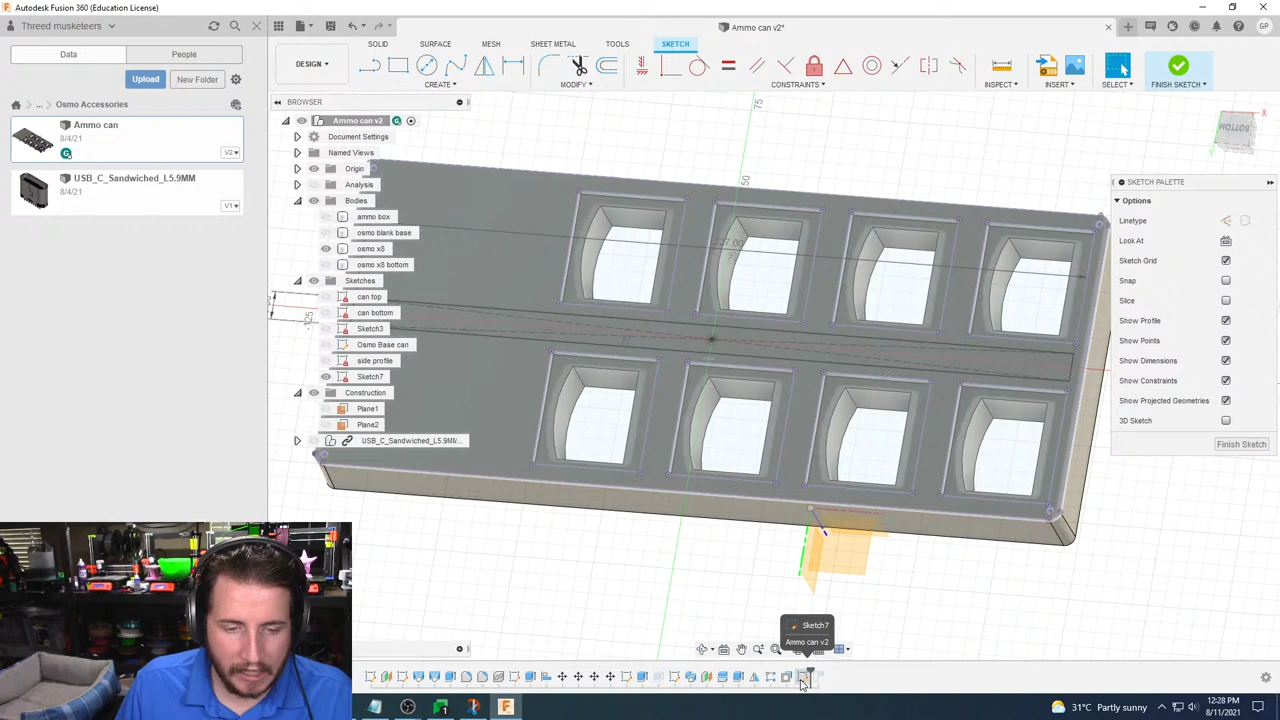 Autodesk Fusion 360 (Education License)
Threed musketeers
Ammo can v2*
GP
Data
People
Upload
New Folder
... Osmo Accessories
Ammo can
8/4/21
V2
USB_C_Sandwiched_L5.9MM
8/4/21
V1
DESIGN
SOLID SURFACE MESH SHEET METAL TOOLS SKETCH
CREATE MODIFY CONSTRAINTS INSPECT INSERT SELECT FINISH SKETCH
BROWSER
Ammo can v2
Document Settings
Named Views
Origin
Analysis
Bodies
ammo box
osmo blank base
osmo x8
osmo x8 bottom
Sketches
can top
can bottom
Sketch3
Osmo Base can
side profile
Sketch7
Construction
Plane1
Plane2
USB_C_Sandwiched_L5.9MM...
75
50
-125
BOTTOM
X
SKETCH PALETTE
Options
Linetype
Look At
Sketch Grid
Snap
Slice
Show Profile
Show Points
Show Dimensions
Show Constraints
Show Projected Geometries
3D Sketch
Finish Sketch
Sketch7
Ammo can v2
31°C Partly sunny
12:28 PM
8/11/2021